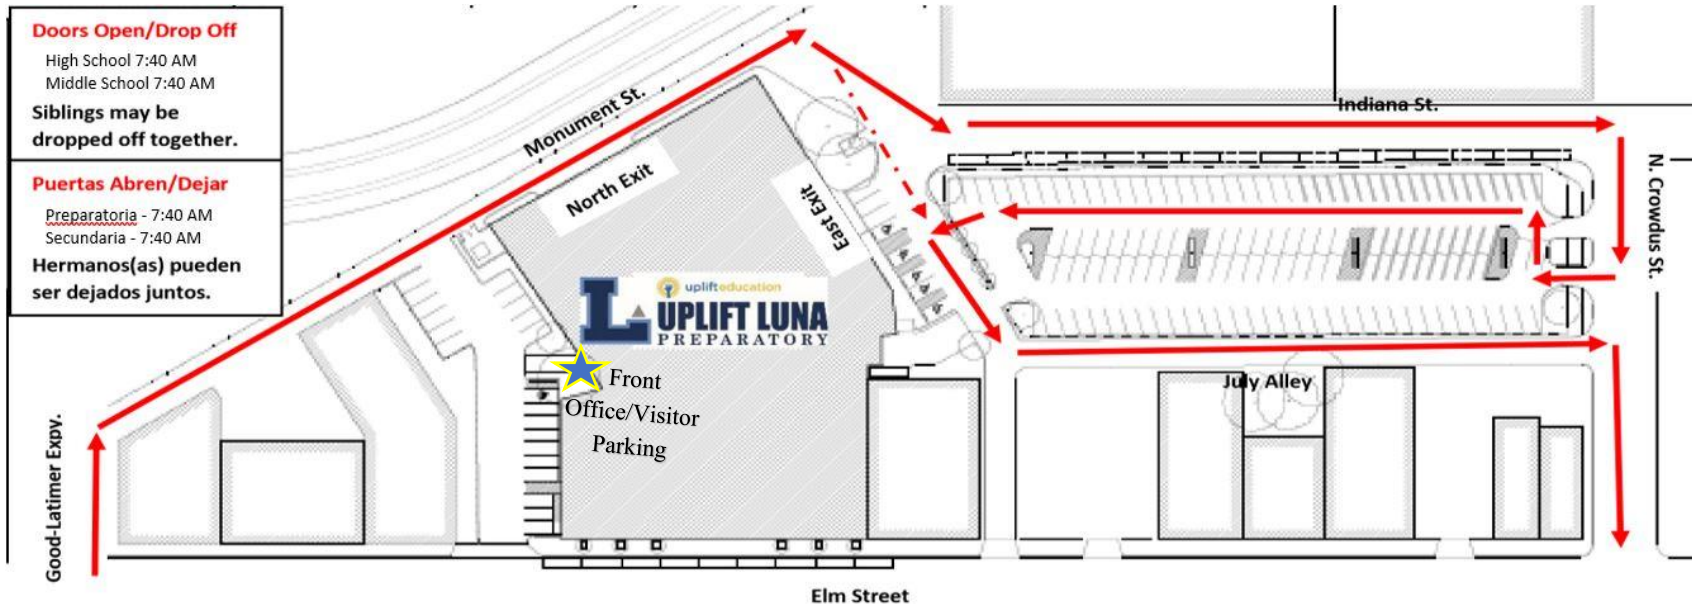 Doors Open/Drop Off
High School 7:40 AM
Middle School 7:40 AM
Siblings may be
dropped off together.
Puertas Abren/Dejar
Preparatoria - 7:40 AM
Secundaria - 7:40 AM
Hermanos(as) pueden
ser dejados juntos.
Monument St.
Indiana St.
North Exit
East Exit
N. Crowdus St.
uplifteducation
L UPLIFT LUNA
PREPARATORY
Front
Office/Visitor
Parking
July Alley
Good-Latimer Expy.
Elm Street